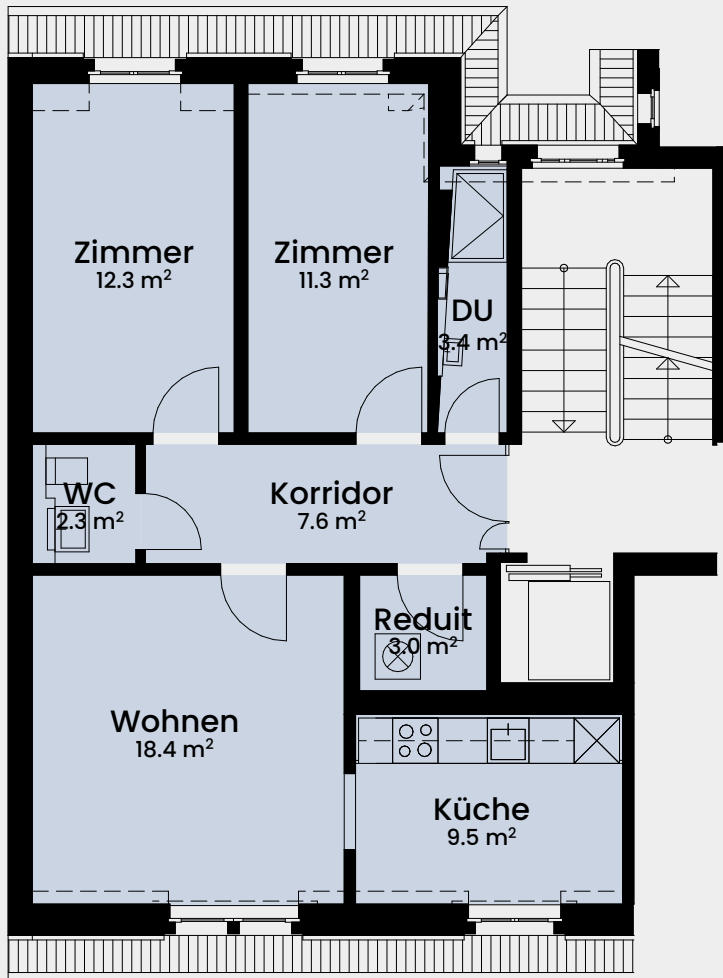 Zimmer
12.3 m²
Zimmer
11.3 m²
DU
3.4 m²
WC
2.3 m²
Korridor
7.6 m²
Reduit
3.0 m²
Wohnen
18.4 m²
Küche
9.5 m²